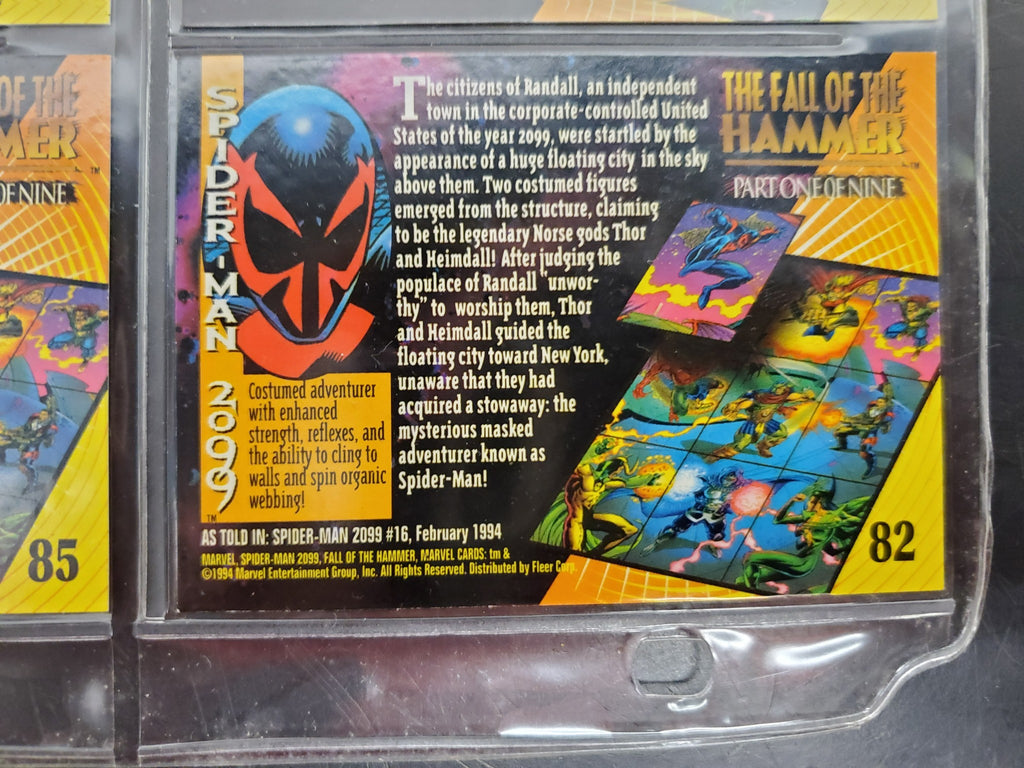 OF THE
MER
™
OF NINE
85
SPIDER-MAN 2099
™
Costumed adventurer
with enhanced
strength, reflexes, and
the ability to cling to
walls and spin organic
webbing!
The citizens of Randall, an independent
town in the corporate-controlled United
States of the year 2099, were startled by the
appearance of a huge floating city in the sky
above them. Two costumed figures
emerged from the structure, claiming
to be the legendary Norse gods Thor
and Heimdall! After judging the
populace of Randall "unwor-
thy" to worship them, Thor
and Heimdall guided the
floating city toward New York,
unaware that they had
acquired a stowaway: the
mysterious masked
adventurer known as
Spider-Man!
THE FALL OF THE
HAMMER
™
PART ONE OF NINE
AS TOLD IN: SPIDER-MAN 2099 #16, February 1994
MARVEL, SPIDER-MAN 2099, FALL OF THE HAMMER, MARVEL CARDS: tm &
©1994 Marvel Entertainment Group, Inc. All Rights Reserved. Distributed by Fleer Corp.
82